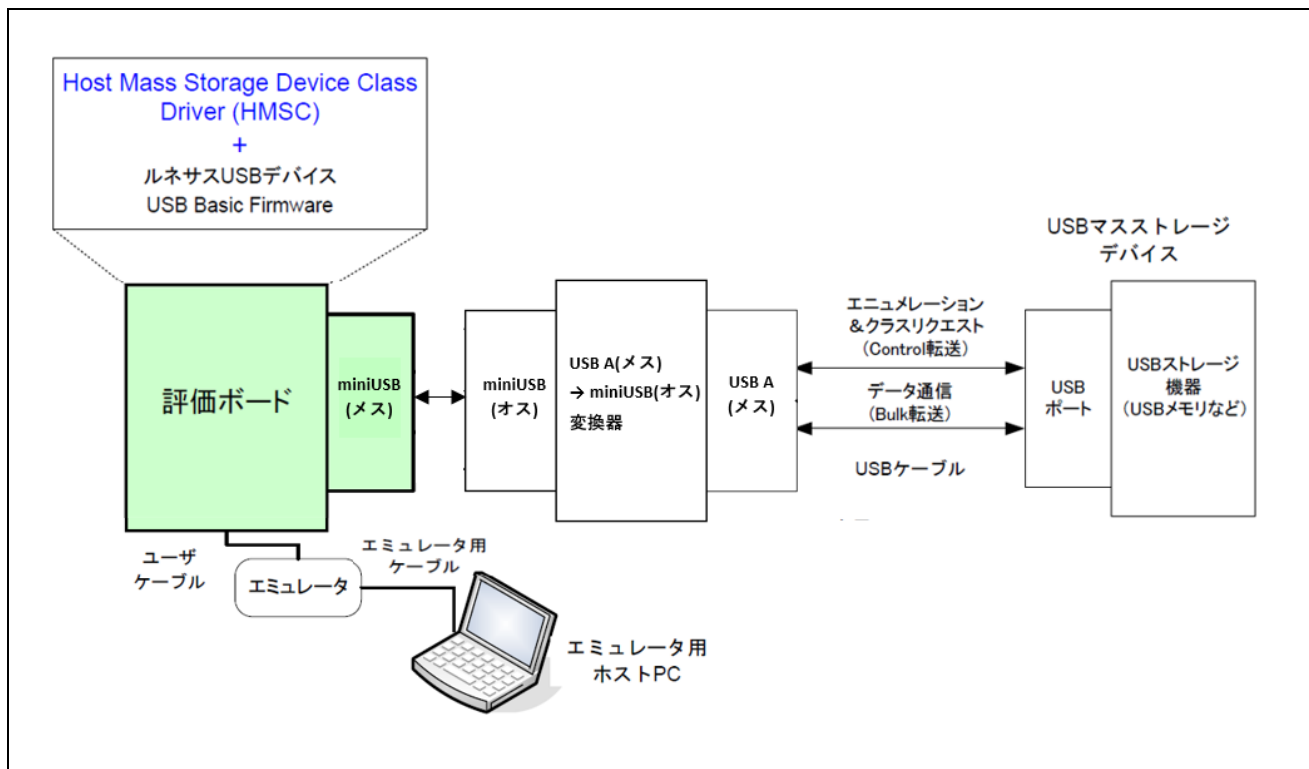 Host Mass Storage Device Class
Driver (HMSC)
+
ルネサスUSBデバイス
USB Basic Firmware
USBマスストレージ
デバイス
評価ボード
miniUSB
(メス)
miniUSB
(オス)
USB A(メス)
→ miniUSB(オス)
変換器
USB A
(メス)
エニュメレーション
&クラスリクエスト
(Control転送)
データ通信
(Bulk転送)
USBケーブル
USB
ポート
USBストレージ
機器
(USBメモリなど)
ユーザ
ケーブル
エミュレータ
エミュレータ用
ケーブル
エミュレータ用
ホストPC